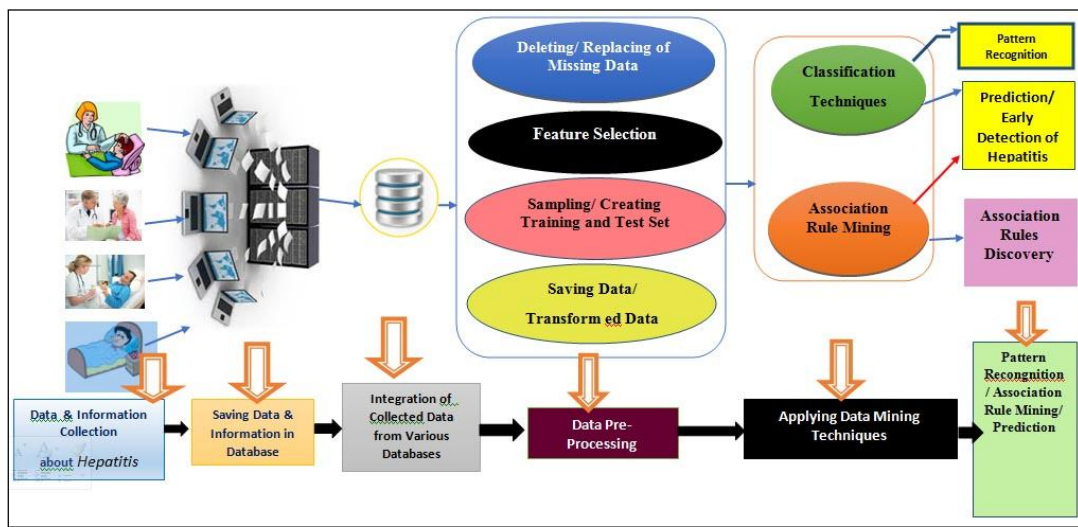 Deleting/ Replacing of
Missing Data
Feature Selection
Sampling/ Creating
Training and Test Set
Saving Data/
Transform ed Data
Classification
Techniques
Association
Rule Mining
Pattern
Recognition
Prediction/
Early
Detection of
Hepatitis
Association
Rules
Discovery
Data & Information
Collection
about Hepatitis
Saving Data &
Information in
Database
Integration of
Collected Data
from Various
Databases
Data Pre-
Processing
Applying Data Mining
Techniques
Pattern
Recongnition
/ Association
Rule Mining/
Prediction